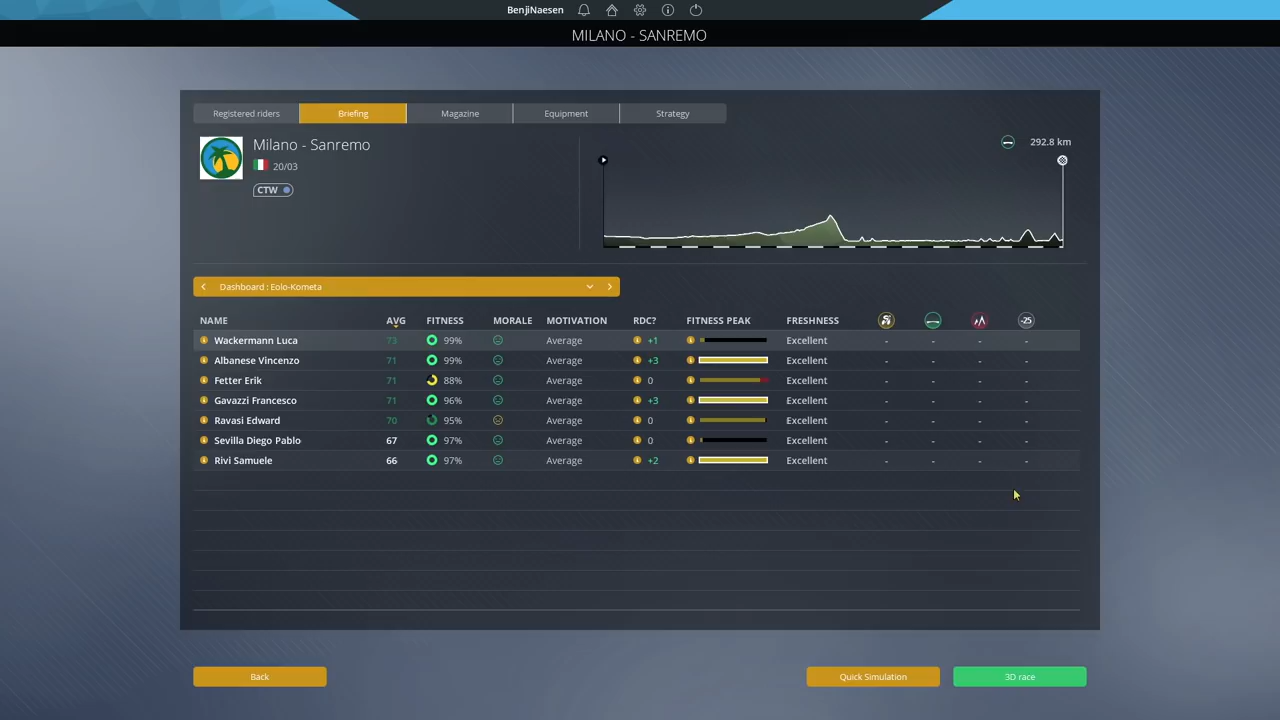 BenjiNaesen
MILANO - SANREMO
Registered riders Briefing Magazine Equipment Strategy
Milano - Sanremo
20/03
CTW
292.8 km
Dashboard : Eolo-Kometa
NAME AVG FITNESS MORALE MOTIVATION RDC? FITNESS PEAK FRESHNESS -25
Wackermann Luca 73 99% Average +1 Excellent - - - -
Albanese Vincenzo 71 99% Average +3 Excellent - - - -
Fetter Erik 71 88% Average 0 Excellent - - - -
Gavazzi Francesco 71 96% Average +3 Excellent - - - -
Ravasi Edward 70 95% Average 0 Excellent - - - -
Sevilla Diego Pablo 67 97% Average 0 Excellent - - - -
Rivi Samuele 66 97% Average +2 Excellent - - - -
Back Quick Simulation 3D race